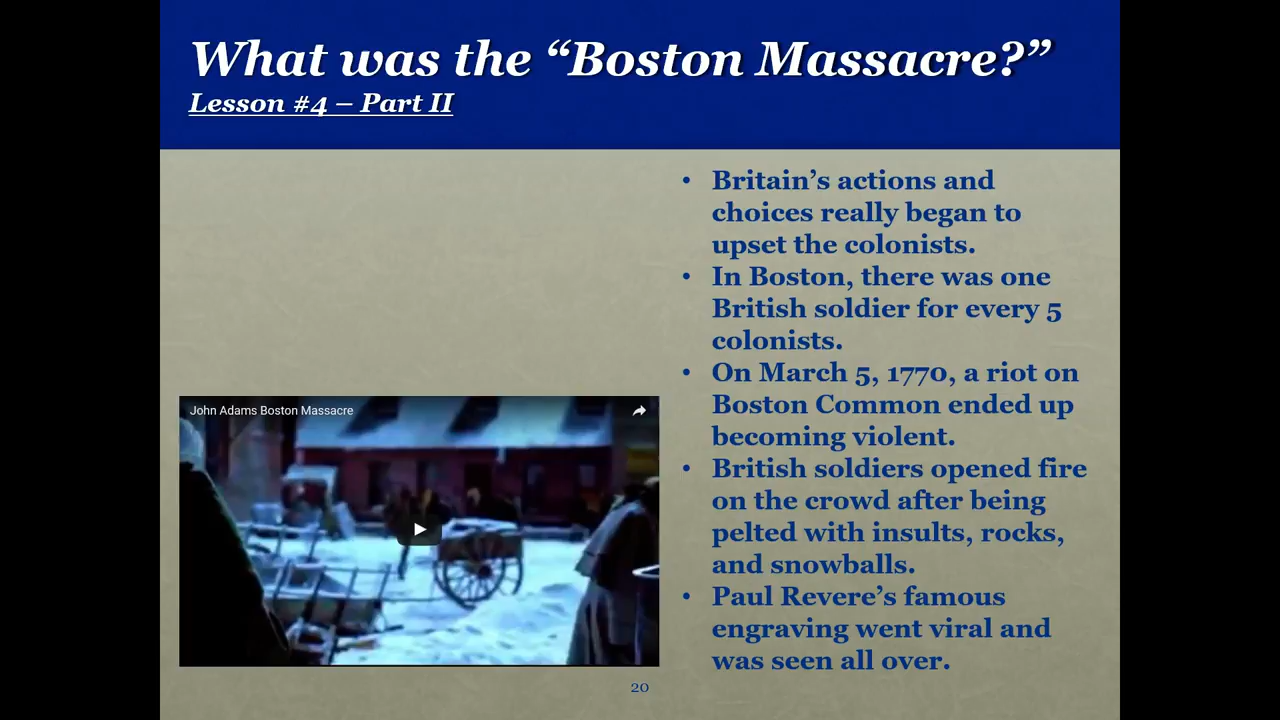 What was the “Boston Massacre?”
Lesson #4 – Part II
John Adams Boston Massacre
• Britain’s actions and
choices really began to
upset the colonists.
• In Boston, there was one
British soldier for every 5
colonists.
• On March 5, 1770, a riot on
Boston Common ended up
becoming violent.
• British soldiers opened fire
on the crowd after being
pelted with insults, rocks,
and snowballs.
• Paul Revere’s famous
engraving went viral and
was seen all over.
20